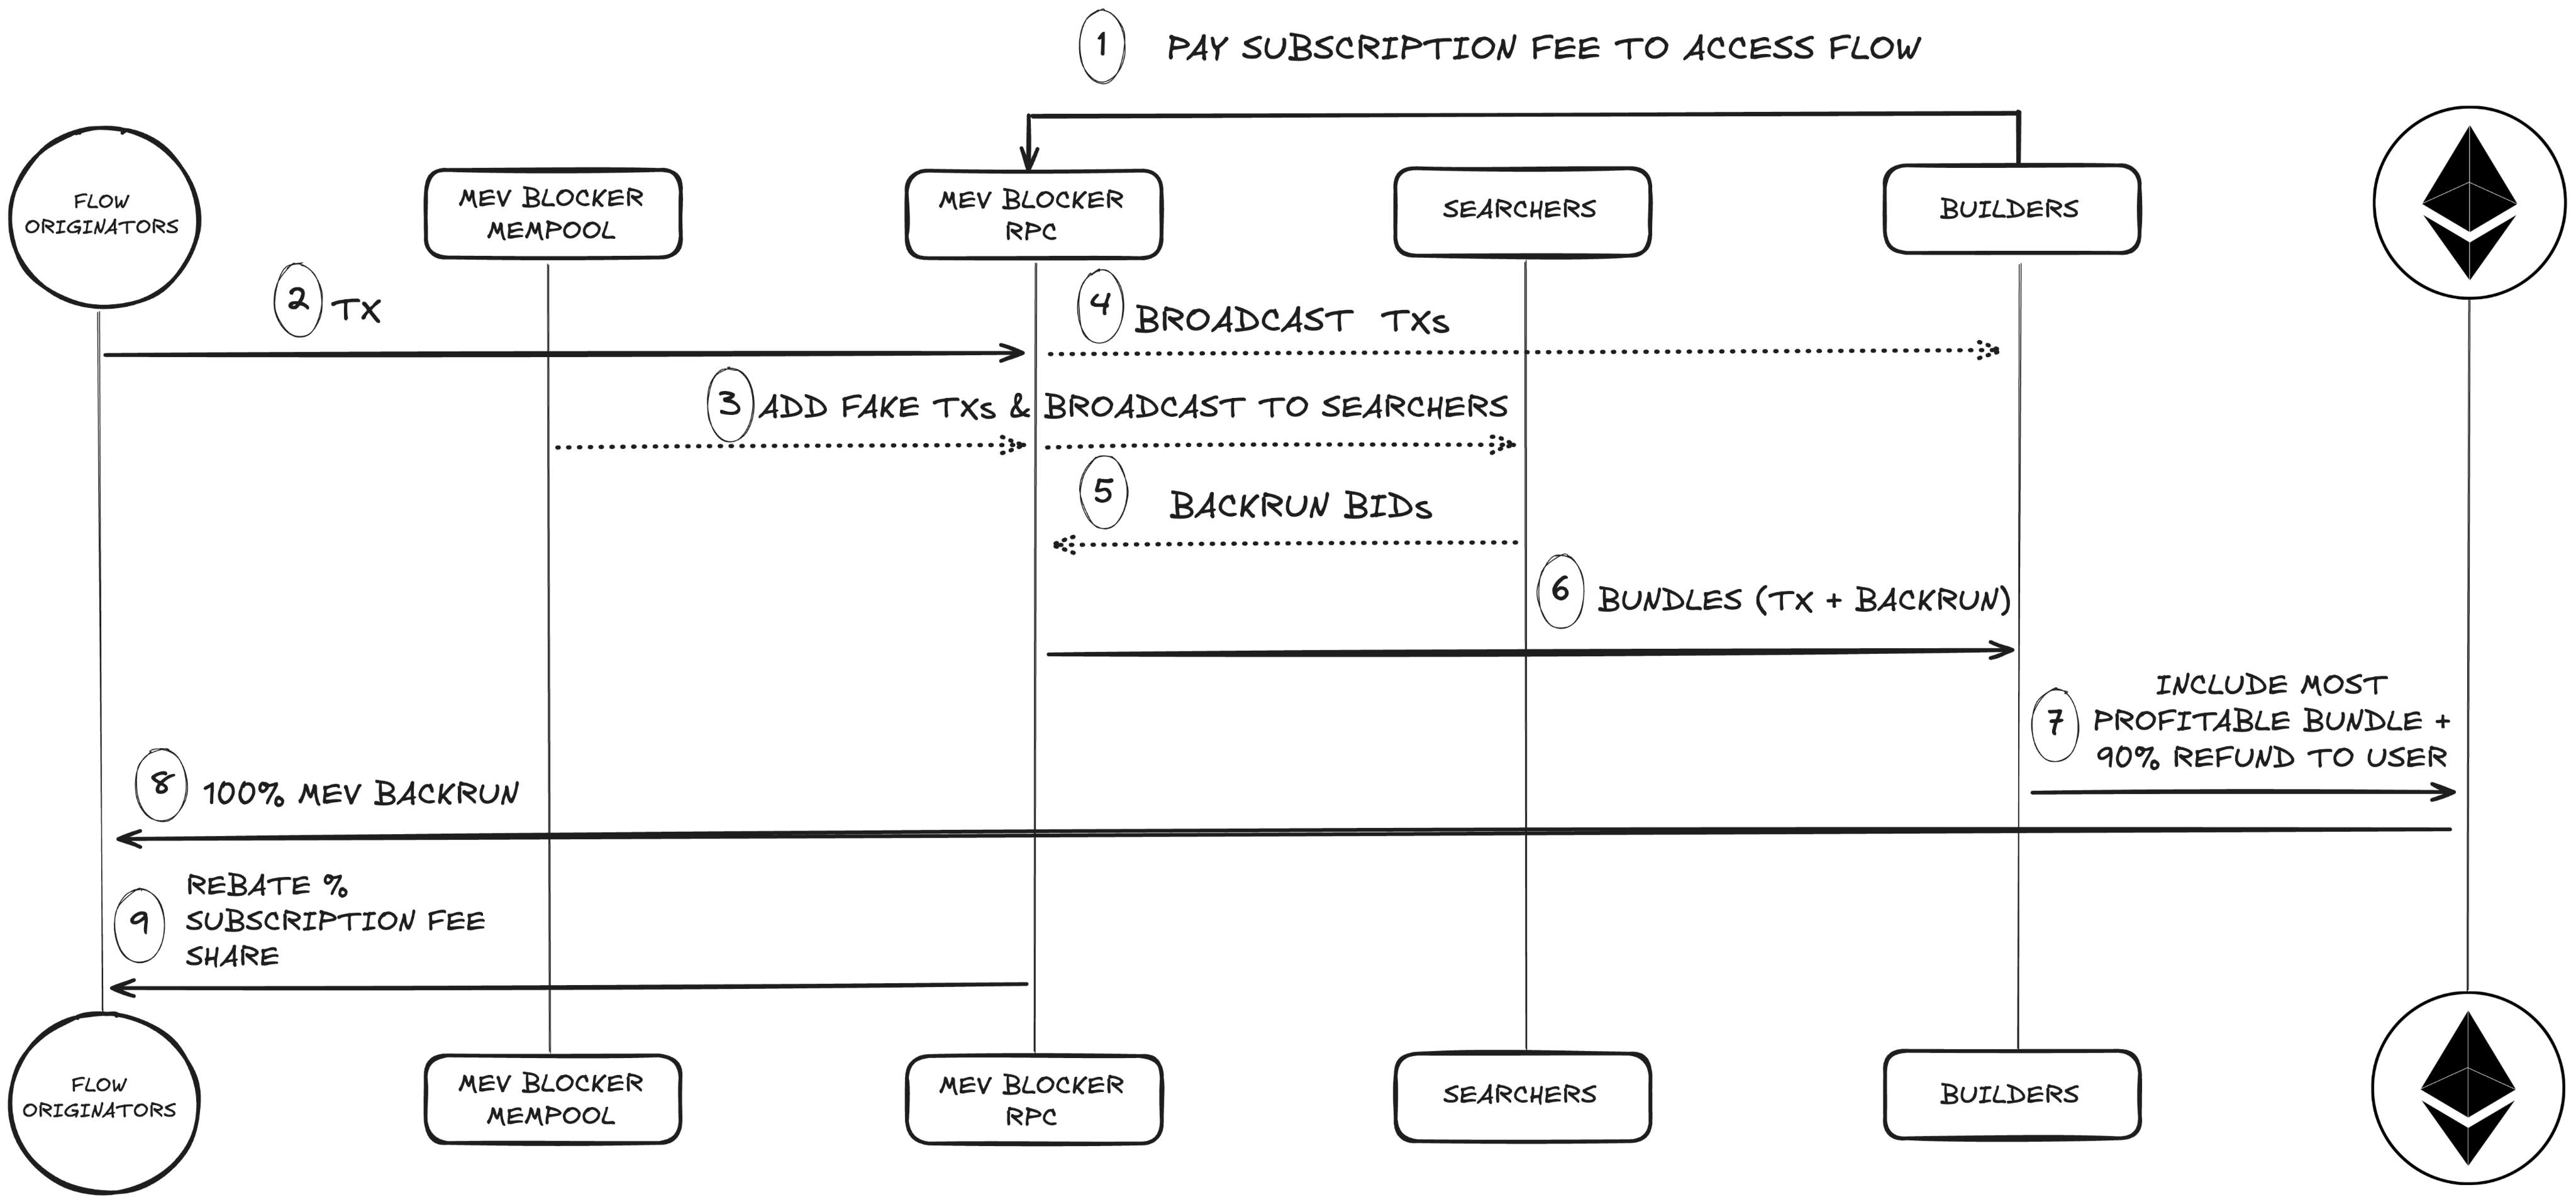 1 PAY SUBSCRIPTION FEE TO ACCESS FLOW
FLOW
ORIGINATORS
MEV BLOCKER
MEMPOOL
MEV BLOCKER
RPC
SEARCHERS
BUILDERS
2 TX
4 BROADCAST TXs
3 ADD FAKE TXs & BROADCAST TO SEARCHERS
5 BACKRUN BIDs
6 BUNDLES (TX + BACKRUN)
7 INCLUDE MOST
PROFITABLE BUNDLE +
90% REFUND TO USER
8 100% MEV BACKRUN
9 REBATE %
SUBSCRIPTION FEE
SHARE
FLOW
ORIGINATORS
MEV BLOCKER
MEMPOOL
MEV BLOCKER
RPC
SEARCHERS
BUILDERS